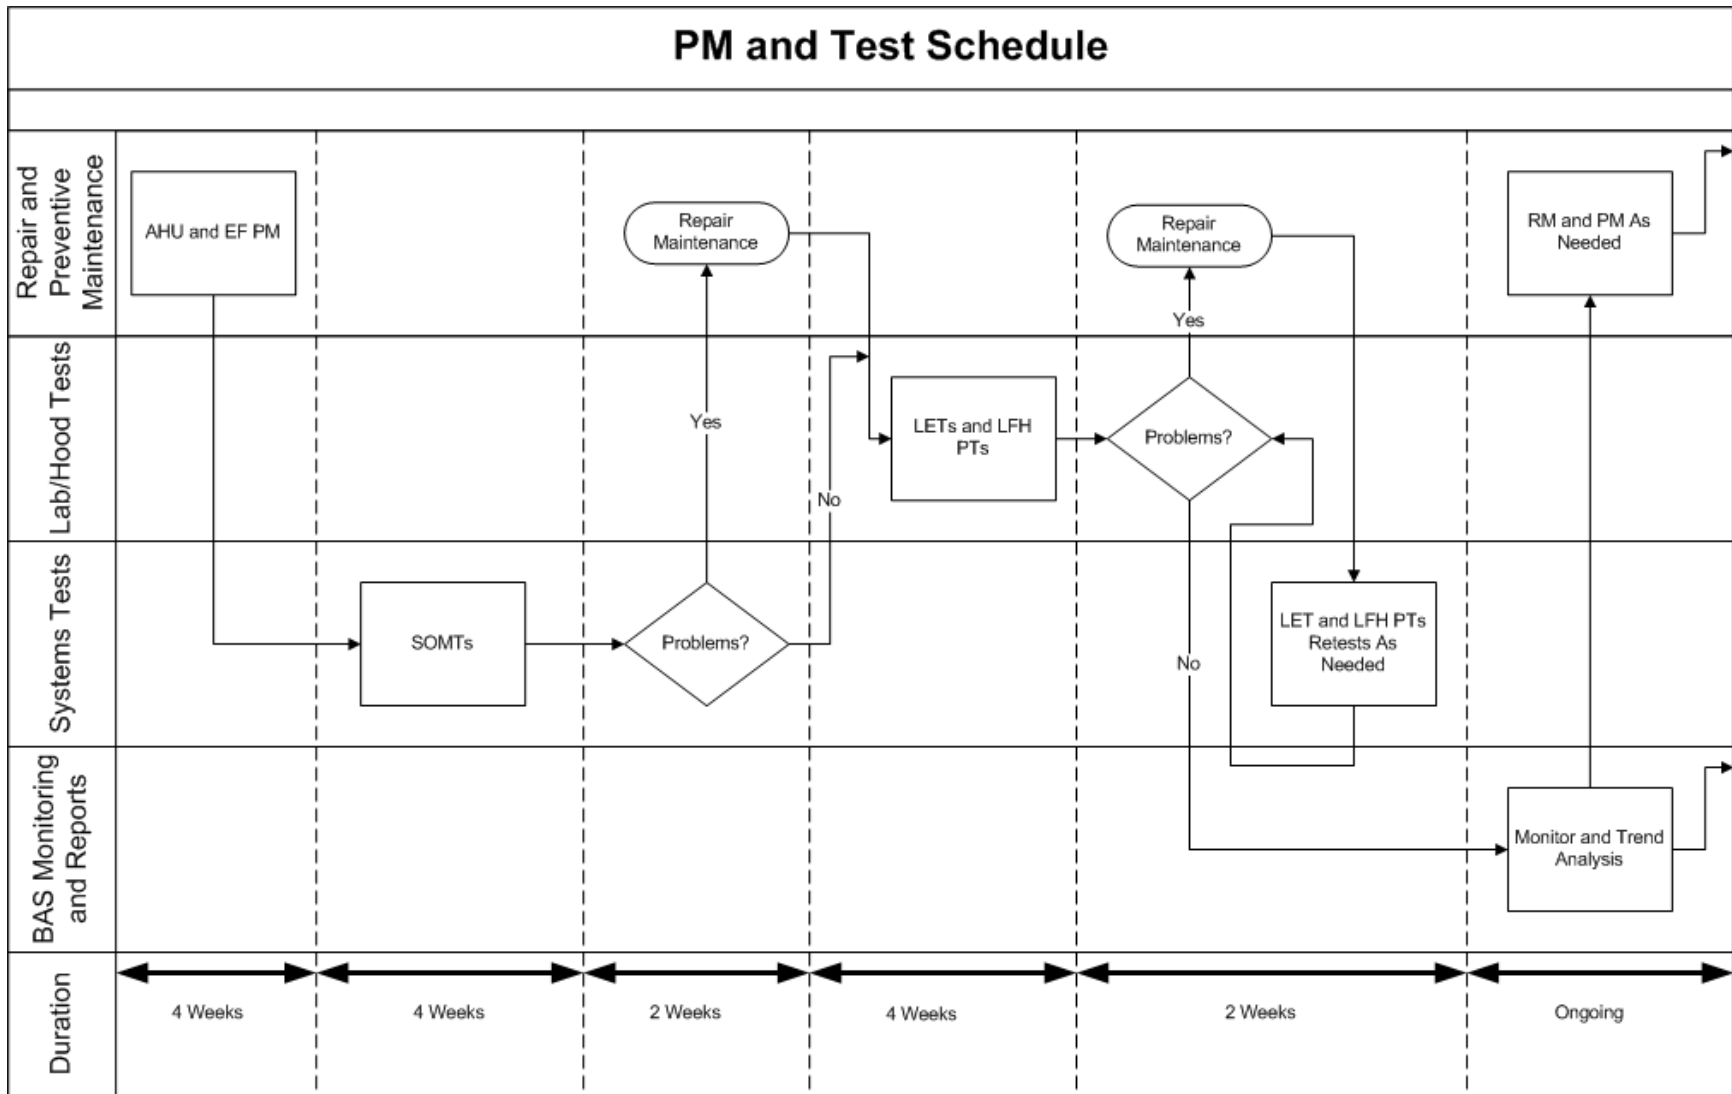 PM and Test Schedule
Repair and
Preventive
Maintenance
AHU and EF PM
Repair
Maintenance
Repair
Maintenance
RM and PM As
Needed
Yes
Lab/Hood Tests
Yes
No
LETs and LFH
PTs
Problems?
Systems Tests
SOMTs
Problems?
No
LET and LFH PTs
Retests As
Needed
BAS Monitoring
and Reports
Monitor and Trend
Analysis
Duration
4 Weeks
4 Weeks
2 Weeks
4 Weeks
2 Weeks
Ongoing